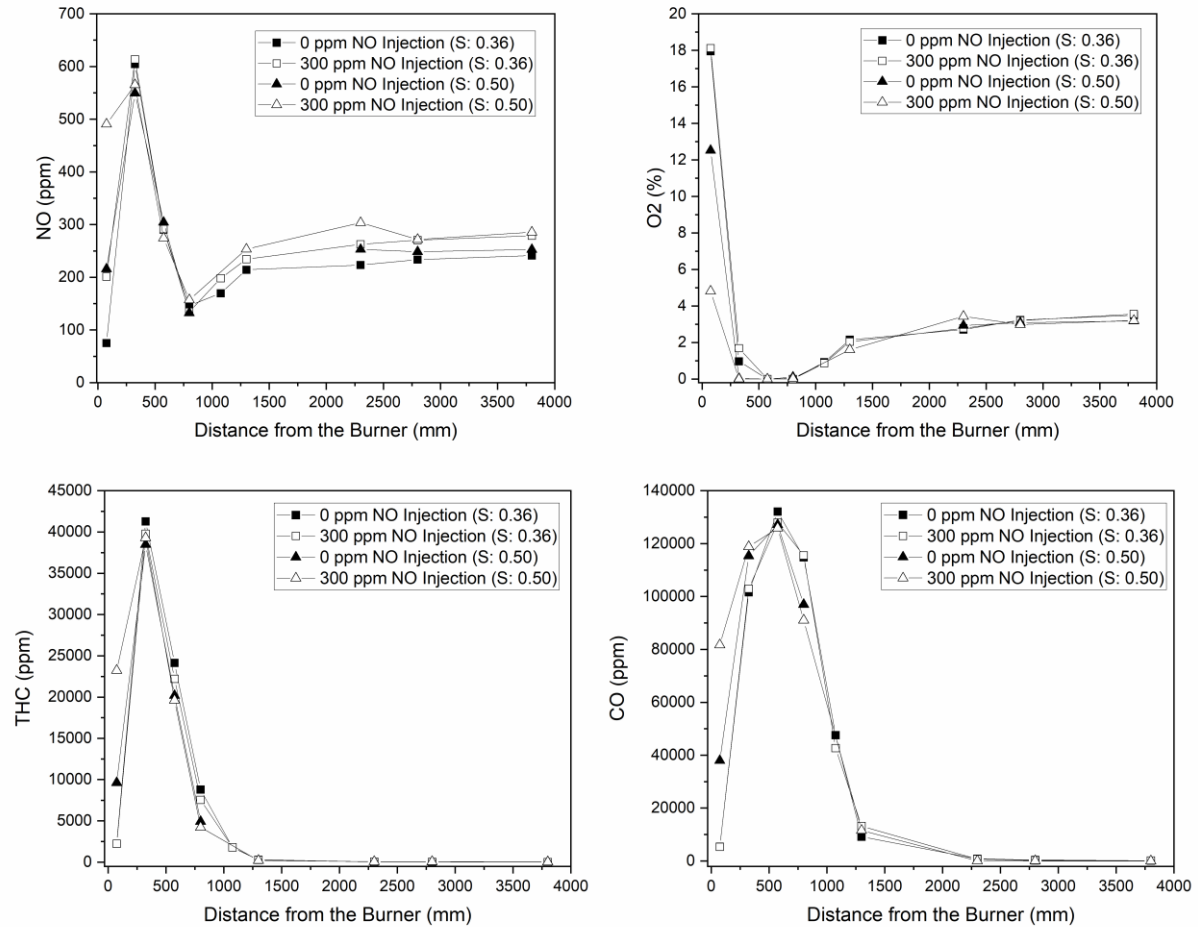 700
600
500
400
300
200
100
0
NO (ppm)
0 ppm NO Injection (S: 0.36)
300 ppm NO Injection (S: 0.36)
0 ppm NO Injection (S: 0.50)
300 ppm NO Injection (S: 0.50)
0 500 1000 1500 2000 2500 3000 3500 4000
Distance from the Burner (mm)
20
18
16
14
12
10
8
6
4
2
0
O2 (%)
0 ppm NO Injection (S: 0.36)
300 ppm NO Injection (S: 0.36)
0 ppm NO Injection (S: 0.50)
300 ppm NO Injection (S: 0.50)
0 500 1000 1500 2000 2500 3000 3500 4000
Distance from the Burner (mm)
45000
40000
35000
30000
25000
20000
15000
10000
5000
0
THC (ppm)
0 ppm NO Injection (S: 0.36)
300 ppm NO Injection (S: 0.36)
0 ppm NO Injection (S: 0.50)
300 ppm NO Injection (S: 0.50)
0 500 1000 1500 2000 2500 3000 3500 4000
Distance from the Burner (mm)
140000
120000
100000
80000
60000
40000
20000
0
CO (ppm)
0 ppm NO Injection (S: 0.36)
300 ppm NO Injection (S: 0.36)
0 ppm NO Injection (S: 0.50)
300 ppm NO Injection (S: 0.50)
0 500 1000 1500 2000 2500 3000 3500 4000
Distance from the Burner (mm)